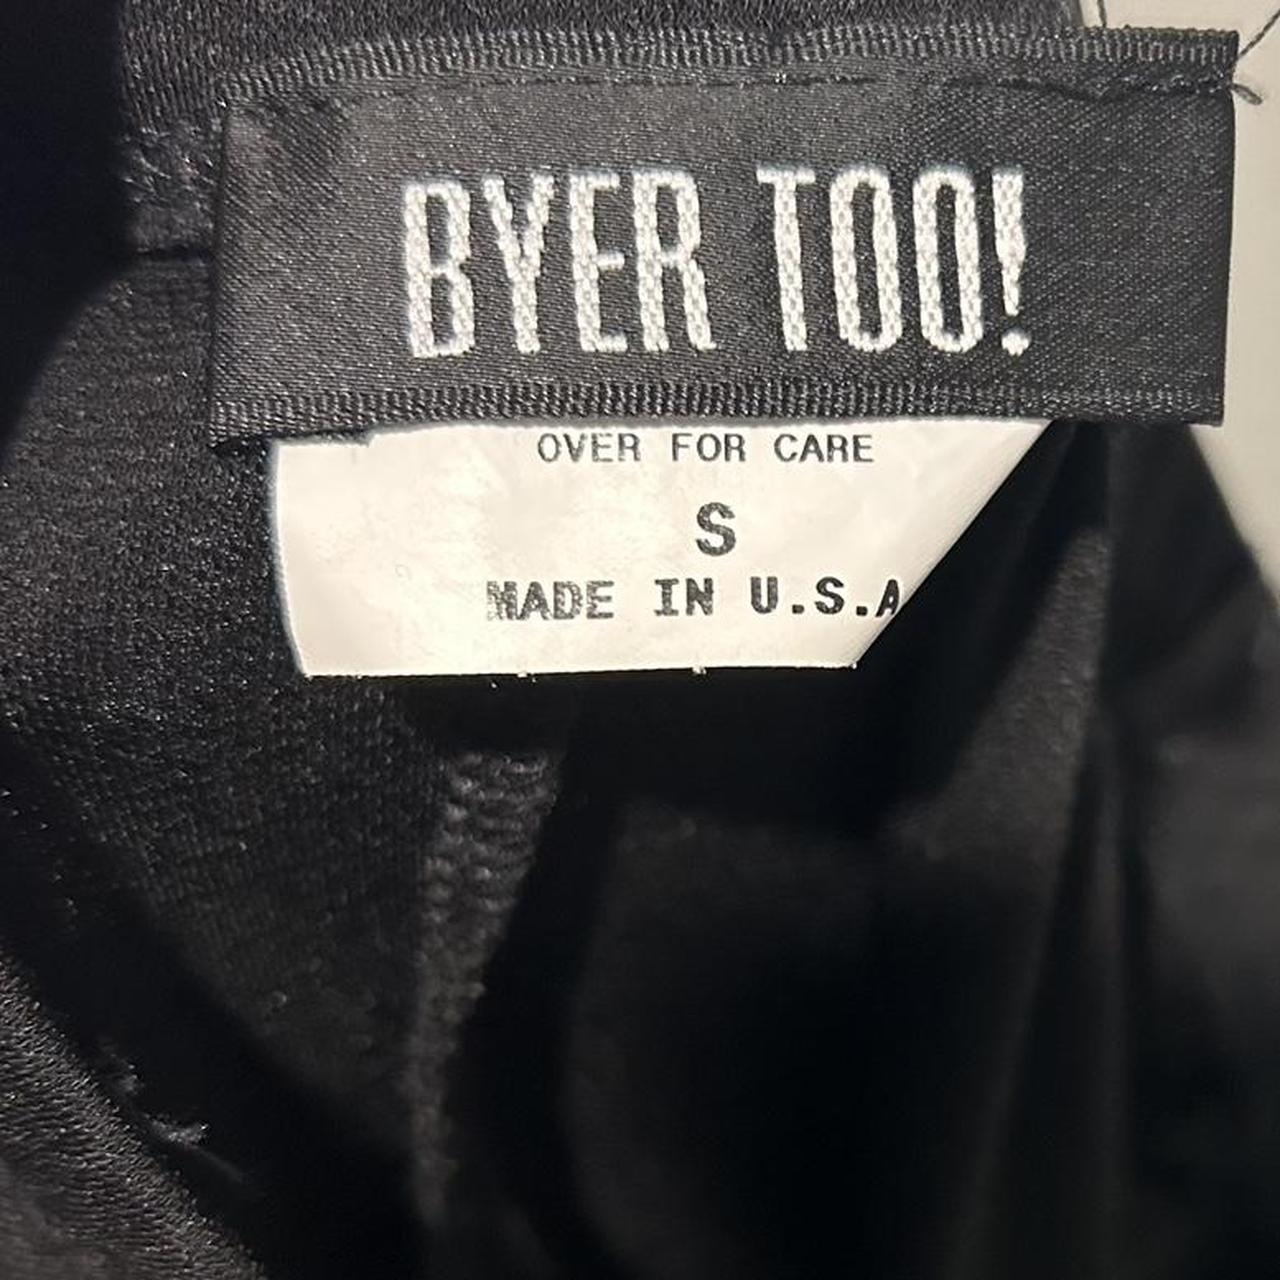 BYER TOO!
OVER FOR CARE
S
MADE IN U.S.A